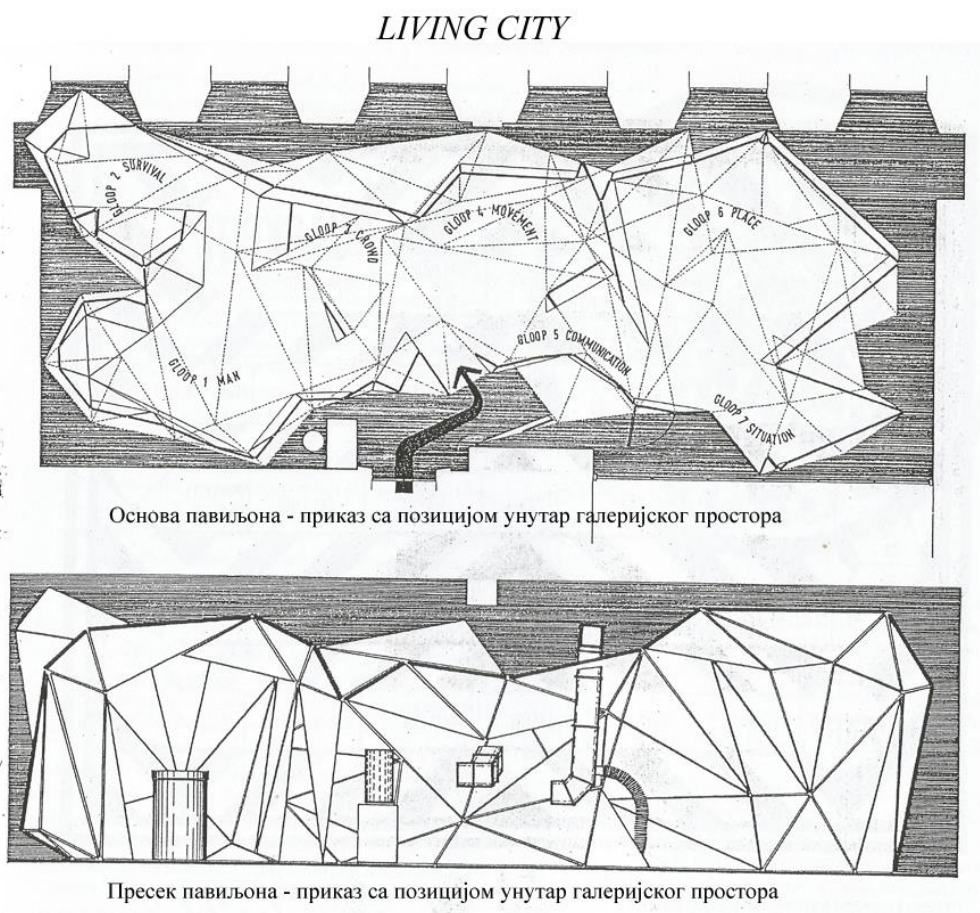 LIVING CITY
GLOOP 2 SURVIVAL
GLOOP 3 CROWD
GLOOP 4 MOVEMENT
GLOOP 6 PLACE
GLOOP 1 MAN
GLOOP 5 COMMUNICATION
GLOOP 7 SITUATION
Основа павиљона - приказ са позицијом унутар галеријског простора
Пресек павиљона - приказ са позицијом унутар галеријског простора